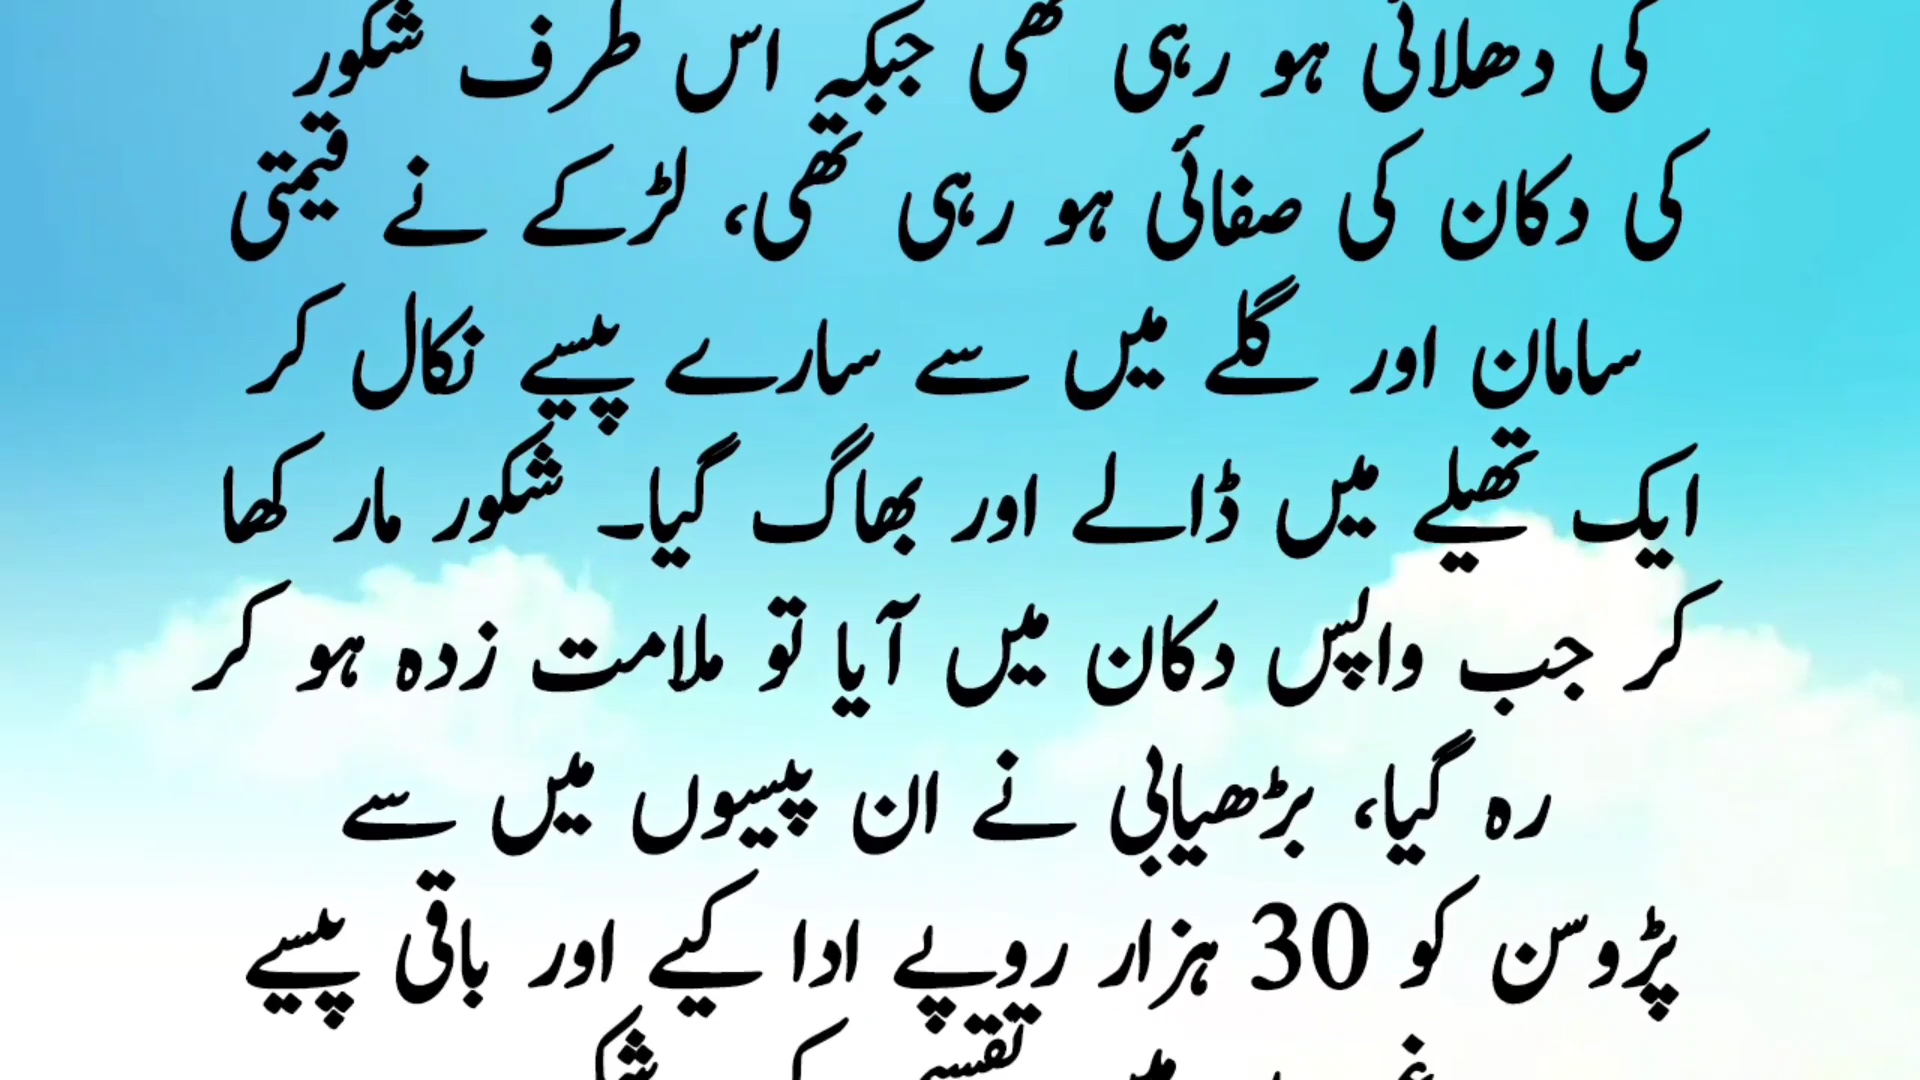 کی دھلائی ہو رہی تھی جبکہ اس طرف شکور
کی دکان کی صفائی ہو رہی تھی، لڑکے نے قیمتی
سامان اور گلے میں سے سارے پیسے نکال کر
ایک تھیلے میں ڈالے اور بھاگ گیا۔ شکور مار کھا
کر جب واپس دکان میں آیا تو ملامت زدہ ہو کر
رہ گیا، بڑھیابی نے ان پیسیوں میں سے
پڑوسن کو 30 ہزار روپے ادا کیے اور باقی پیسے
میں تقسیم